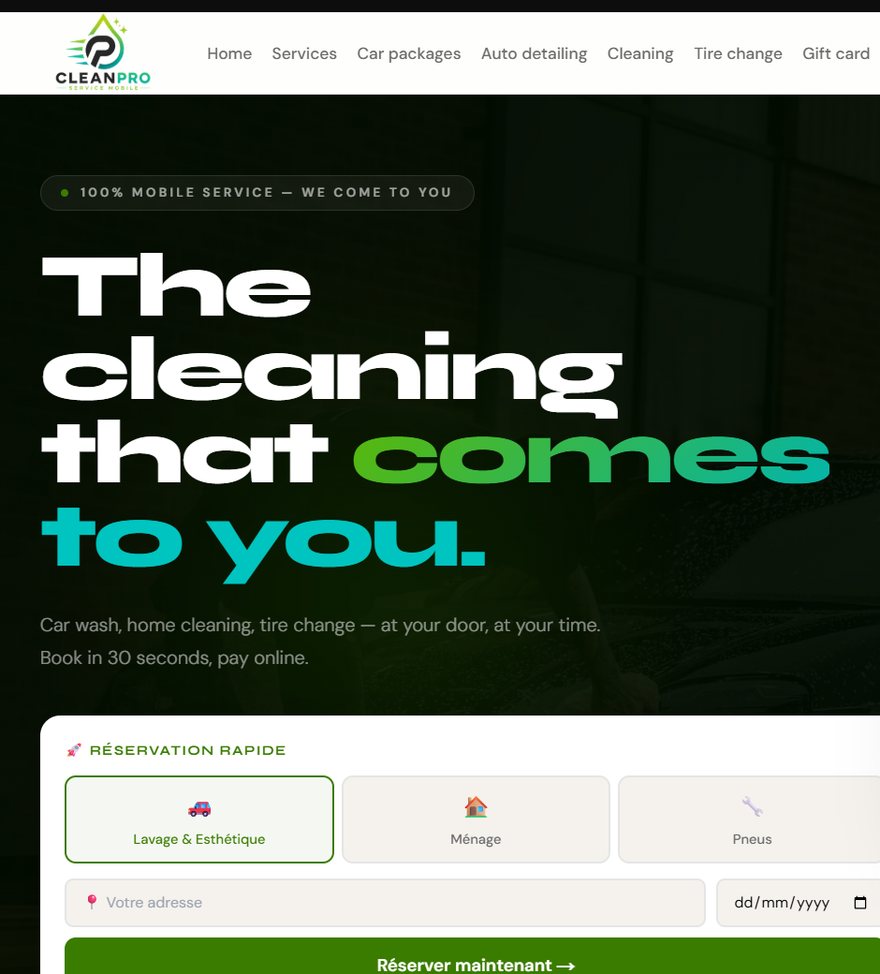 CLEANPRO
SERVICE MOBILE
Home Services Car packages Auto detailing Cleaning Tire change Gift card
100% MOBILE SERVICE — WE COME TO YOU
The
cleaning
that comes
to you.
Car wash, home cleaning, tire change — at your door, at your time.
Book in 30 seconds, pay online.
🚀 RÉSERVATION RAPIDE
Lavage & Esthétique
Ménage
Pneus
📍 Votre adresse
dd/mm/yyyy
Réserver maintenant →